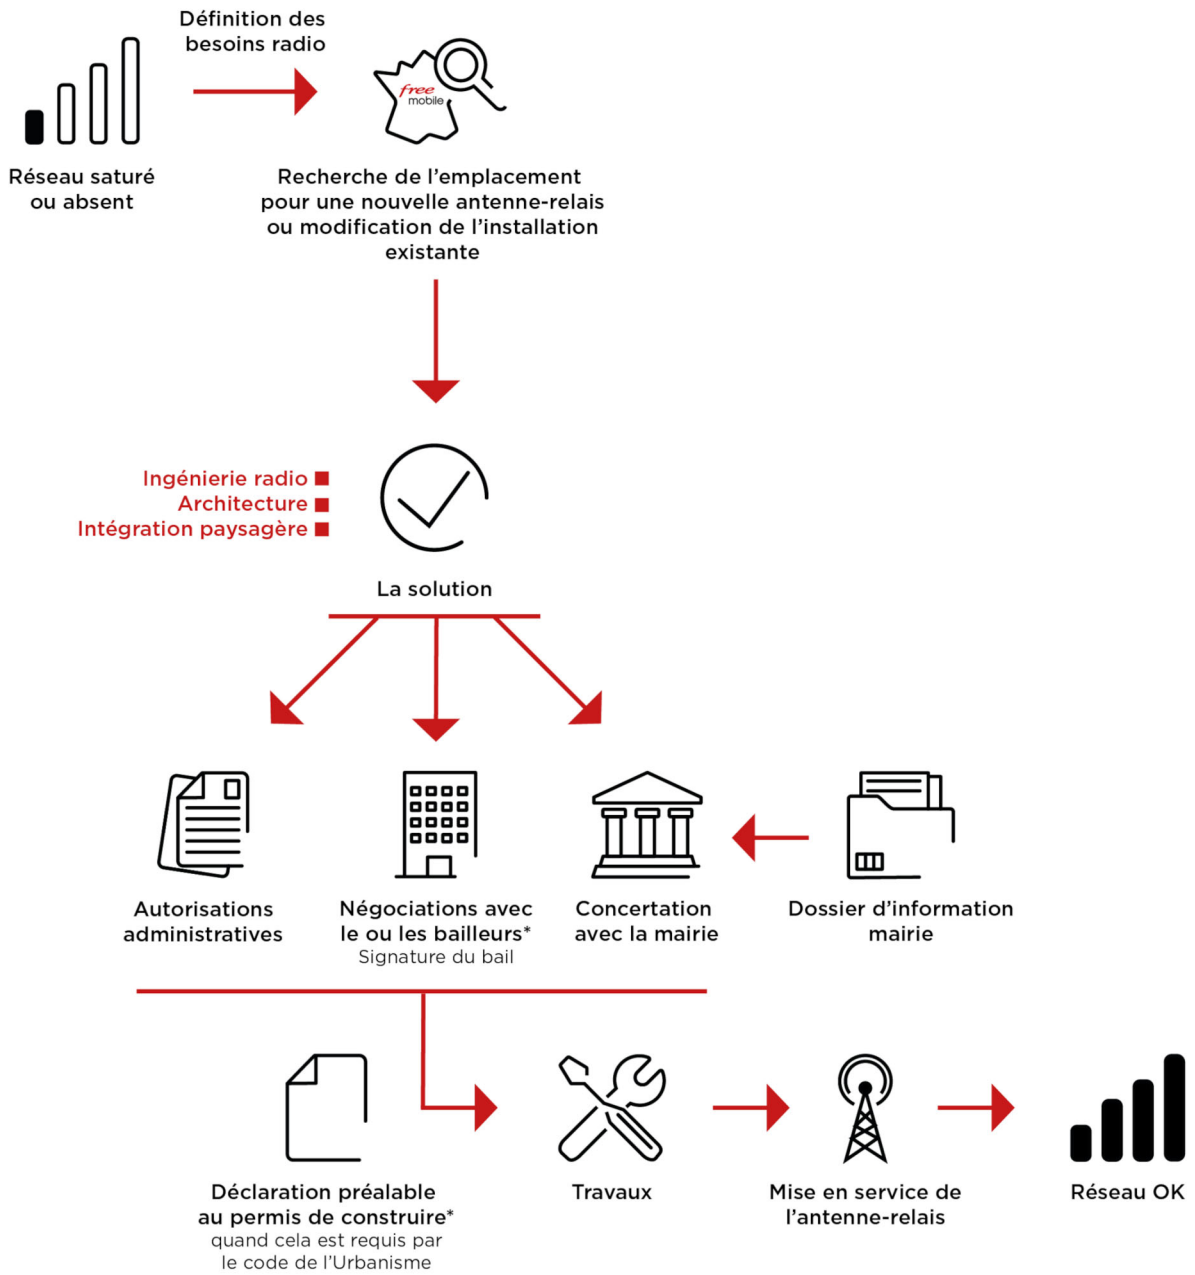 Définition des
besoins radio
free
mobile
Réseau saturé
ou absent
Recherche de l'emplacement
pour une nouvelle antenne-relais
ou modification de l'installation
existante
Ingénierie radio
Architecture
Intégration paysagère
La solution
Autorisations
administratives
Négociations avec
le ou les bailleurs*
Signature du bail
Concertation
avec la mairie
Dossier d'information
mairie
Déclaration préalable
au permis de construire*
quand cela est requis par
le code de l'Urbanisme
Travaux
Mise en service de
l'antenne-relais
Réseau OK